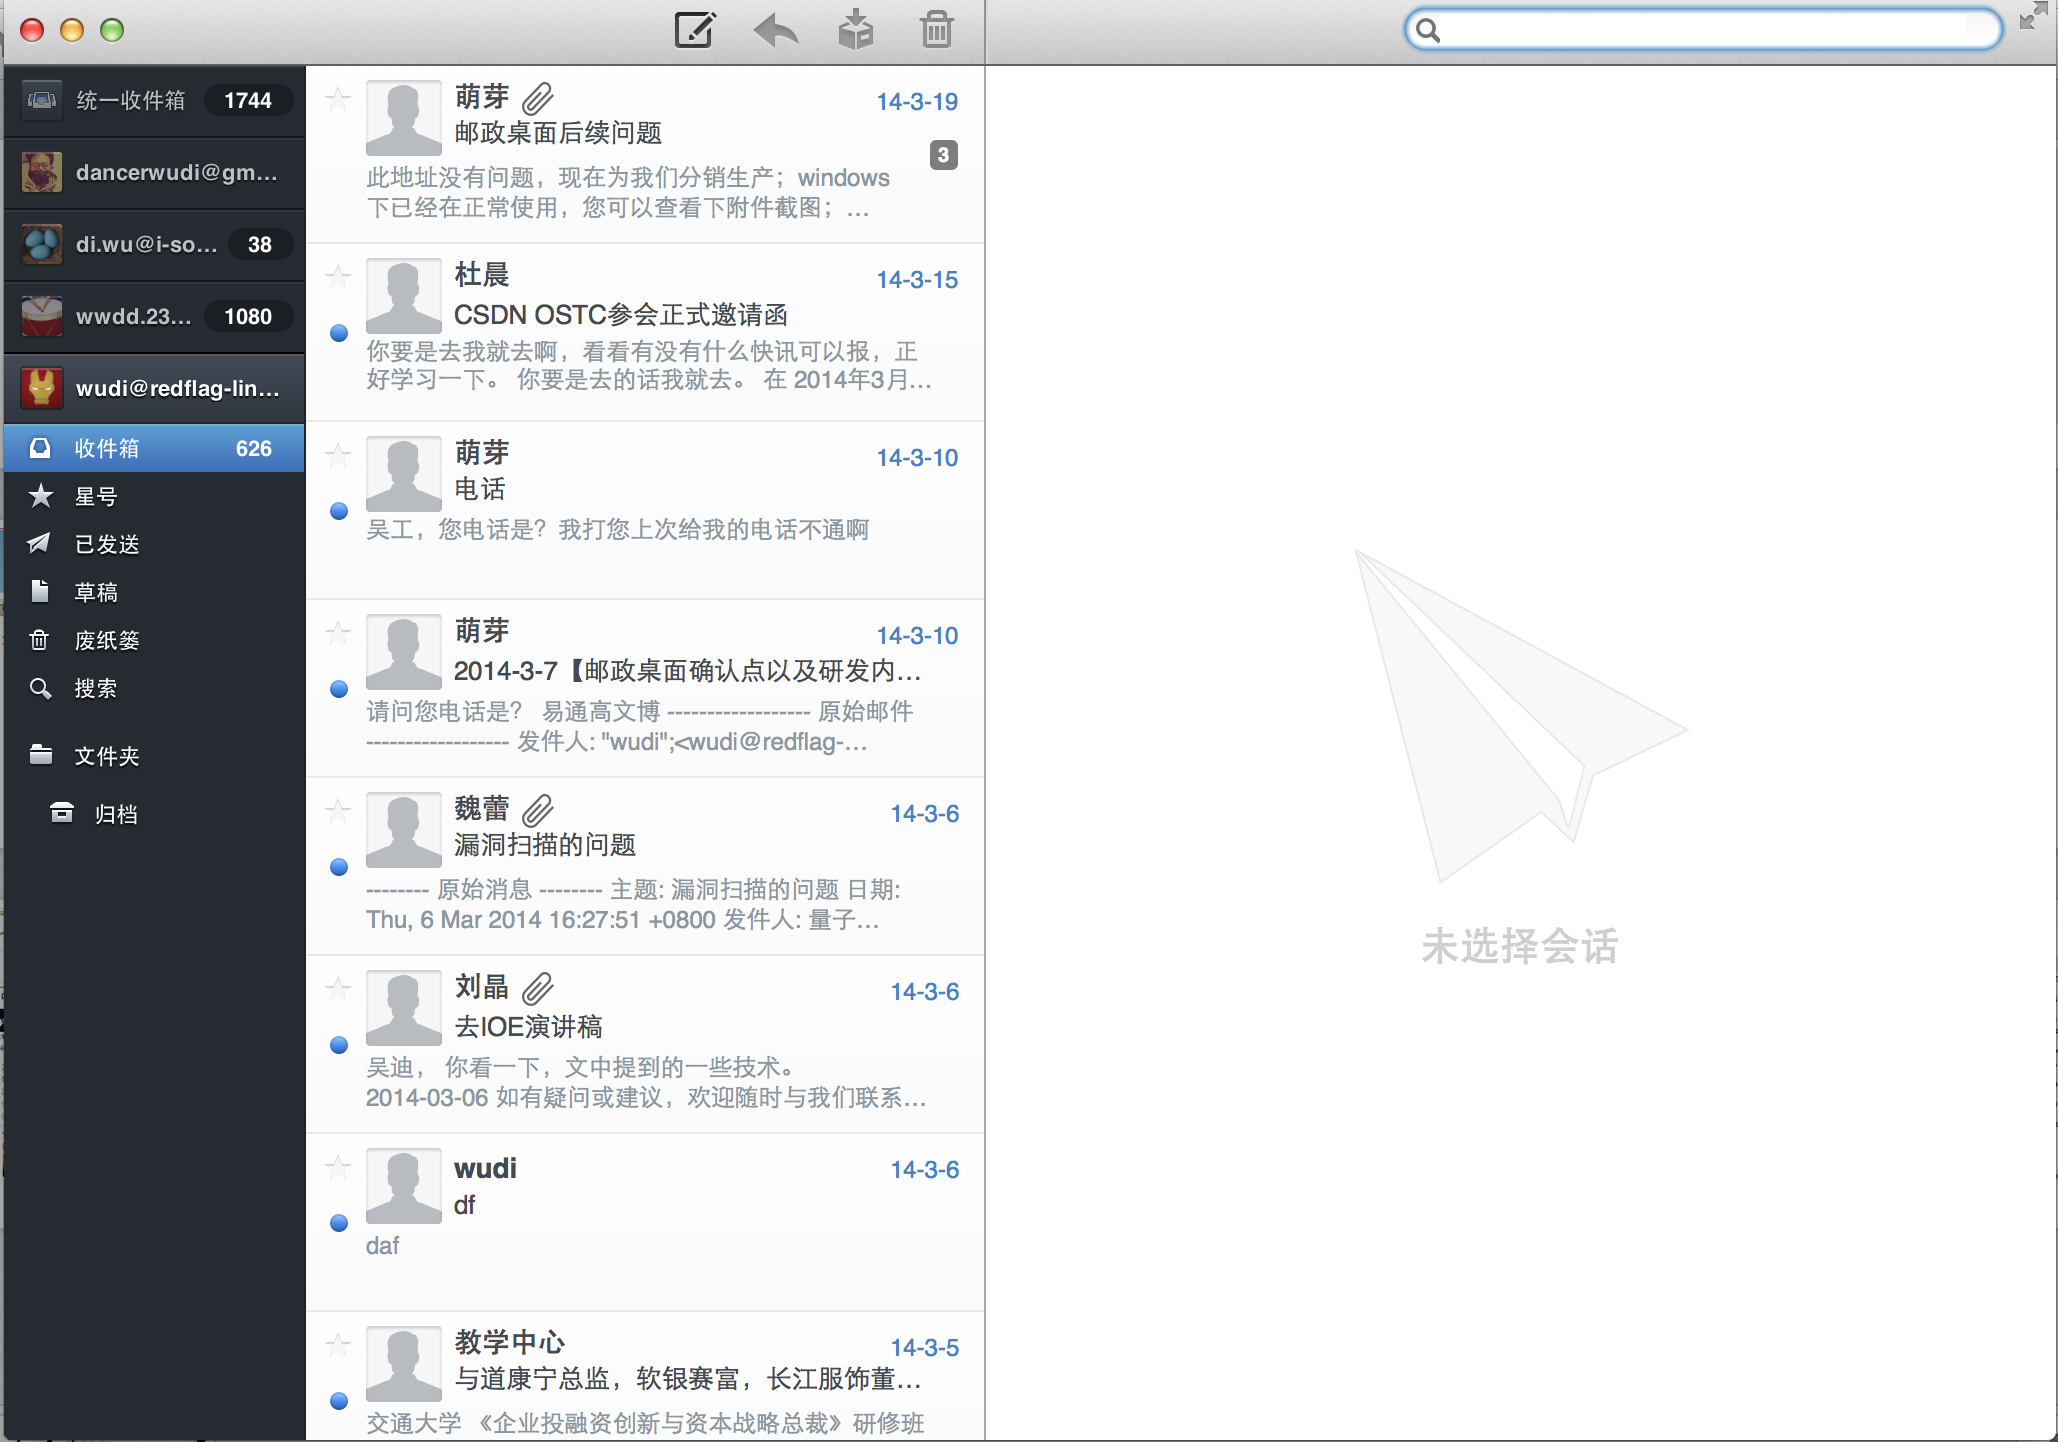 统一收件箱 1744
dancerwudi@gm...
di.wu@i-so... 38
wwdd.23... 1080
wudi@redflag-lin...
收件箱 626
星号
已发送
草稿
废纸篓
搜索
文件夹
归档
萌芽 14-3-19
邮政桌面后续问题
3
此地址没有问题，现在为我们分销生产；windows
下已经在正常使用，您可以查看下附件截图；...
杜晨 14-3-15
CSDN OSTC参会正式邀请函
你要是去我就去啊，看看有没有什么快讯可以报，正
好学习一下。 你要是去的话我就去。 在 2014年3月...
萌芽 14-3-10
电话
吴工，您电话是？我打您上次给我的电话不通啊
萌芽 14-3-10
2014-3-7【邮政桌面确认点以及研发内...
请问您电话是？ 易通高文博 ------------------ 原始邮件
------------------ 发件人: "wudi";<wudi@redflag-...
魏蕾 14-3-6
漏洞扫描的问题
-------- 原始消息 -------- 主题: 漏洞扫描的问题 日期:
Thu, 6 Mar 2014 16:27:51 +0800 发件人: 量子...
刘晶 14-3-6
去IOE演讲稿
吴迪， 你看一下，文中提到的一些技术。
2014-03-06 如有疑问或建议，欢迎随时与我们联系...
wudi 14-3-6
df
daf
教学中心 14-3-5
与道康宁总监，软银赛富，长江服饰董...
交通大学 《企业投融资创新与资本战略总裁》研修班
未选择会话